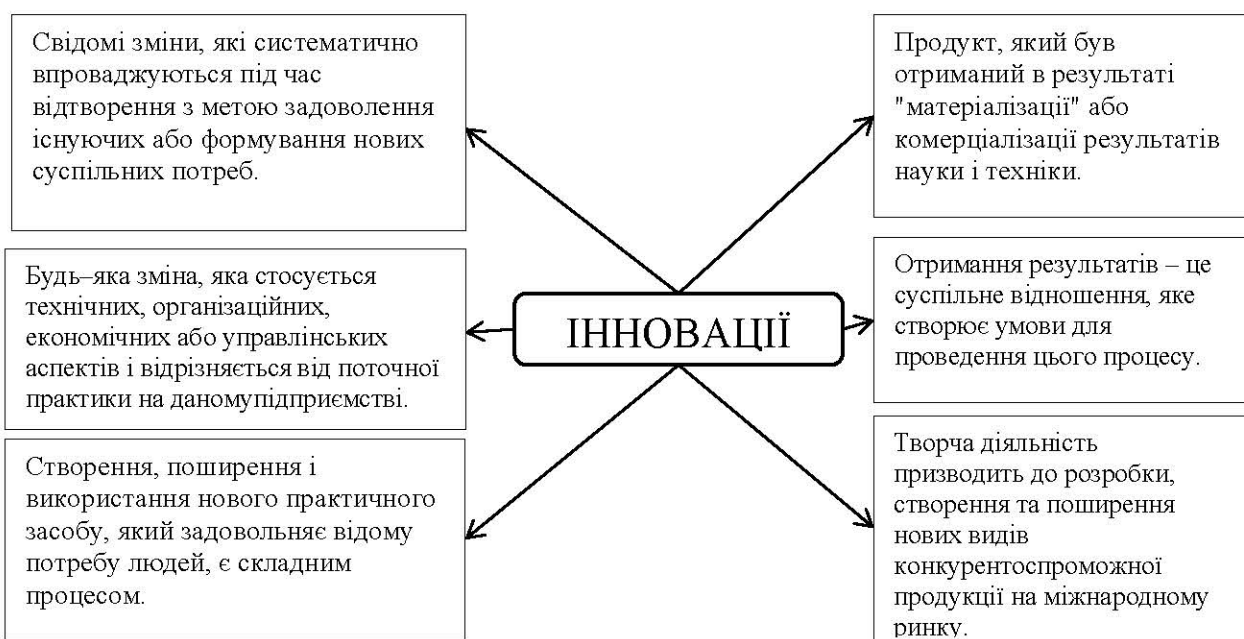 Свідомі зміни, які систематично
впроваджуються під час
відтворення з метою задоволення
існуючих або формування нових
суспільних потреб.
Будь–яка зміна, яка стосується
технічних, організаційних,
економічних або управлінських
аспектів і відрізняється від поточної
практики на даномупідприємстві.
Створення, поширення і
використання нового практичного
засобу, який задовольняє відому
потребу людей, є складним
процесом.
ІННОВАЦІЇ
Продукт, який був
отриманий в результаті
"матеріалізації" або
комерціалізації результатів
науки і техніки.
Отримання результатів – це
суспільне відношення, яке
створює умови для
проведення цього процесу.
Творча діяльність
призводить до розробки,
створення та поширення
нових видів
конкурентоспроможної
продукції на міжнародному
ринку.